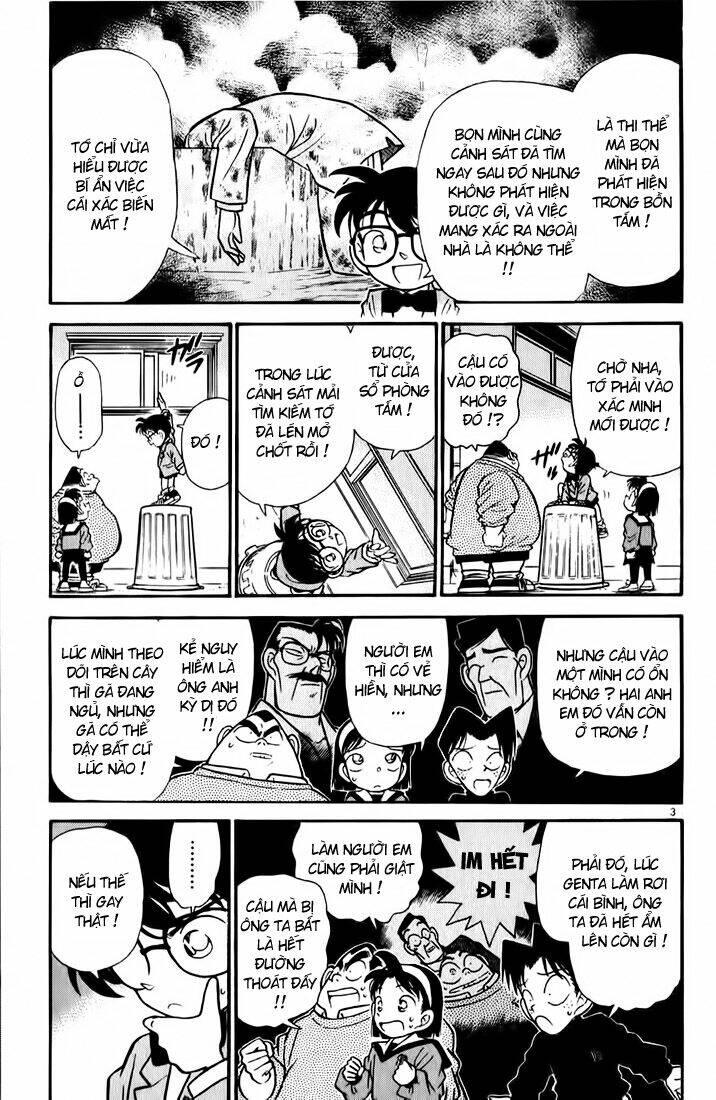 LÀ THI THỂ
MÀ BỌN
MÌNH ĐÃ
PHÁT HIỆN
TRONG BỒN
TẮM !
BỌN MÌNH CÙNG
CẢNH SÁT ĐÃ TÌM
NGAY SAU ĐÓ NHƯNG
KHÔNG PHÁT HIỆN
ĐƯỢC GÌ, VÀ VIỆC
MANG XÁC RA NGOÀI
NHÀ LÀ KHÔNG THỂ
!!
TỚ CHỈ VỪA
HIỂU ĐƯỢC
BÍ ẨN VIỆC
CÁI XÁC BIẾN
MẤT !
CHỜ NHA,
TỚ PHẢI VÀO
XÁC MINH
MỚI ĐƯỢC !
CẬU CÓ
VÀO ĐƯỢC
KHÔNG
ĐÓ !?
ĐƯỢC,
TỪ CỬA
SỔ PHÒNG
TẮM !
TRONG LÚC
CẢNH SÁT MẢI
TÌM KIẾM TỚ
ĐÃ LÉN MỞ
CHỐT RỒI !
ĐÓ !
Ồ
...
NHƯNG CẬU VÀO
MỘT MÌNH CÓ ỔN
KHÔNG ? HAI ANH
EM ĐÓ VẪN CÒN
Ở TRONG !
NGƯỜI EM
THÌ CÓ VẺ
HIỀN, NHƯNG
...
KẺ NGUY
HIỂM LÀ
ÔNG ANH
KỲ DỊ ĐÓ
!!
LÚC MÌNH THEO
DÕI TRÊN CÂY
THÌ GÃ ĐANG
NGỦ, NHƯNG
GÃ CÓ THỂ
DẬY BẤT CỨ
LÚC NÀO !
3
PHẢI ĐÓ, LÚC
GENTA LÀM RƠI
CÁI BÌNH, ÔNG
TA ĐÃ HÉT ẦM
LÊN CÒN GÌ !
IM HẾT
ĐI !
LÀM NGƯỜI EM
CŨNG PHẢI GIẬT
MÌNH !
CẬU MÀ BỊ
ÔNG TA BẮT
LÀ HẾT
ĐƯỜNG
THOÁT ĐẤY
!!
......
NẾU THẾ
THÌ GAY
THẬT !